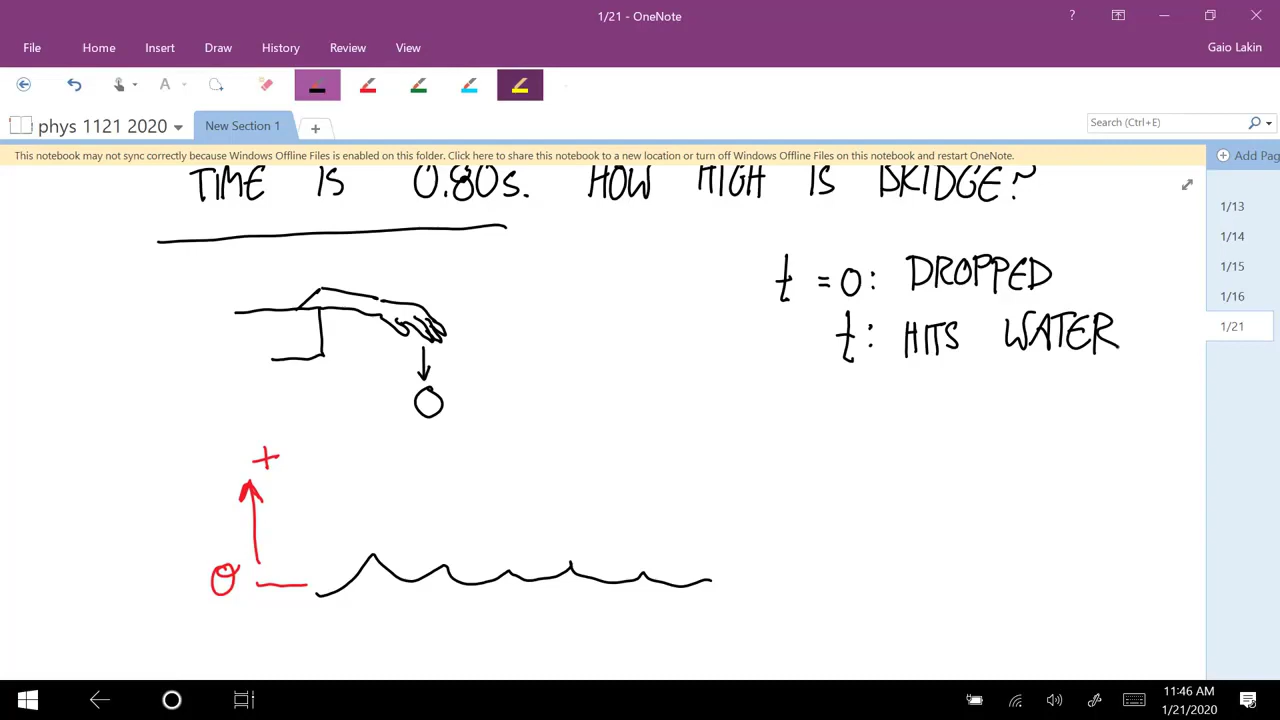 1/21 - OneNote
?
File Home Insert Draw History Review View
Gaio Lakin
A
phys 1121 2020
New Section 1
+
Search (Ctrl+E)
This notebook may not sync correctly because Windows Offline Files is enabled on this folder. Click here to share this notebook to a new location or turn off Windows Offline Files on this notebook and restart OneNote.
Add Pag
1/13
1/14
1/15
1/16
1/21
TIME IS 0.80s. HOW HIGH IS BRIDGE?
t = 0: DROPPED
t: HITS WATER
+
0
11:46 AM
1/21/2020